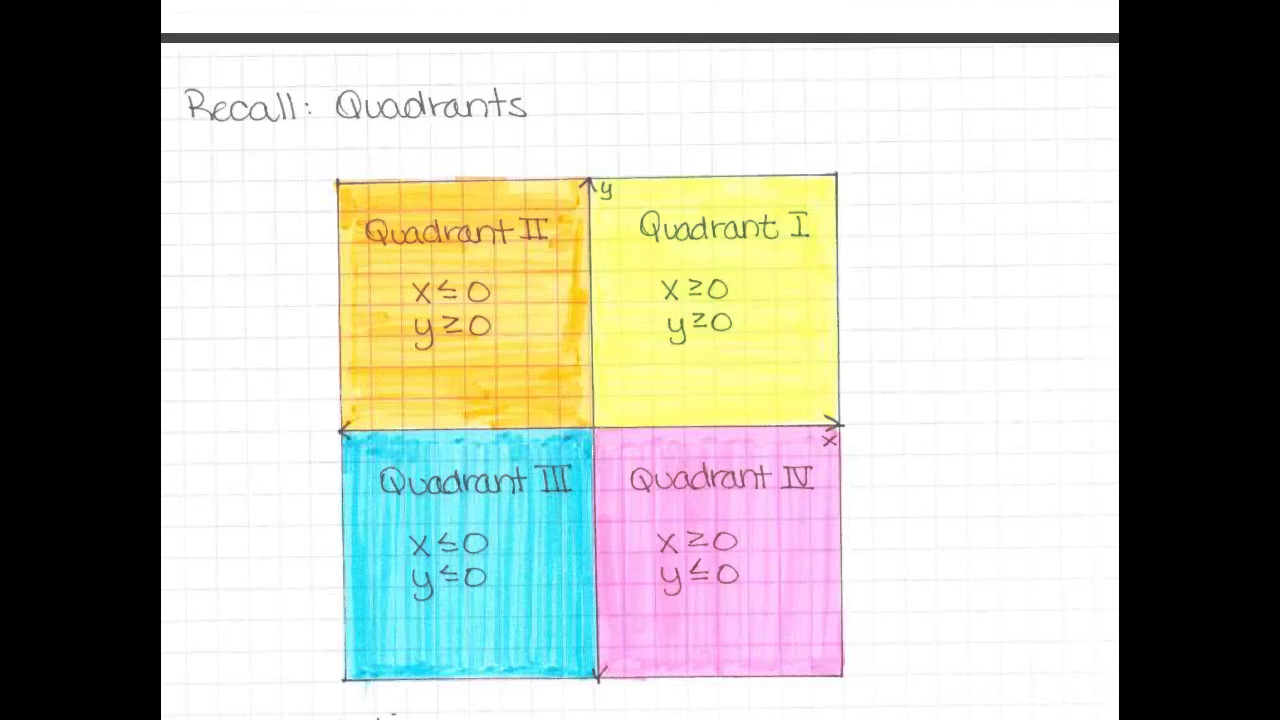 Recall: Quadrants
y
Quadrant II
x ≤ 0
y ≥ 0
Quadrant I
x ≥ 0
y ≥ 0
x
Quadrant III
x ≤ 0
y ≤ 0
Quadrant IV
x ≥ 0
y ≤ 0